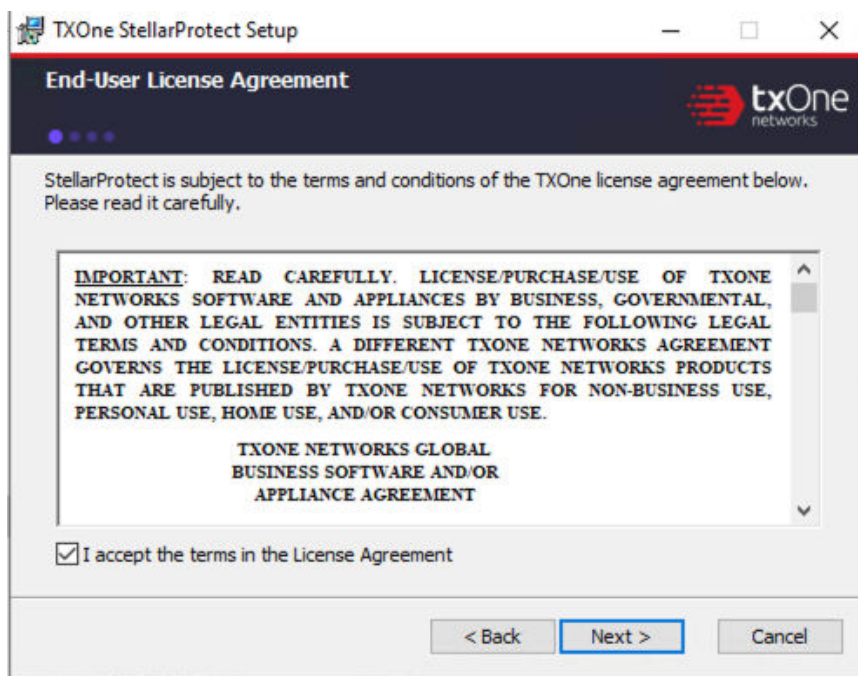 TXOne StellarProtect Setup
End-User License Agreement
txOne
networks
StellarProtect is subject to the terms and conditions of the TXOne license agreement below.
Please read it carefully.
IMPORTANT: READ CAREFULLY. LICENSE/PURCHASE/USE OF TXONE
NETWORKS SOFTWARE AND APPLIANCES BY BUSINESS, GOVERNMENTAL,
AND OTHER LEGAL ENTITIES IS SUBJECT TO THE FOLLOWING LEGAL
TERMS AND CONDITIONS. A DIFFERENT TXONE NETWORKS AGREEMENT
GOVERNS THE LICENSE/PURCHASE/USE OF TXONE NETWORKS PRODUCTS
THAT ARE PUBLISHED BY TXONE NETWORKS FOR NON-BUSINESS USE,
PERSONAL USE, HOME USE, AND/OR CONSUMER USE.
TXONE NETWORKS GLOBAL
BUSINESS SOFTWARE AND/OR
APPLIANCE AGREEMENT
I accept the terms in the License Agreement
< Back Next > Cancel